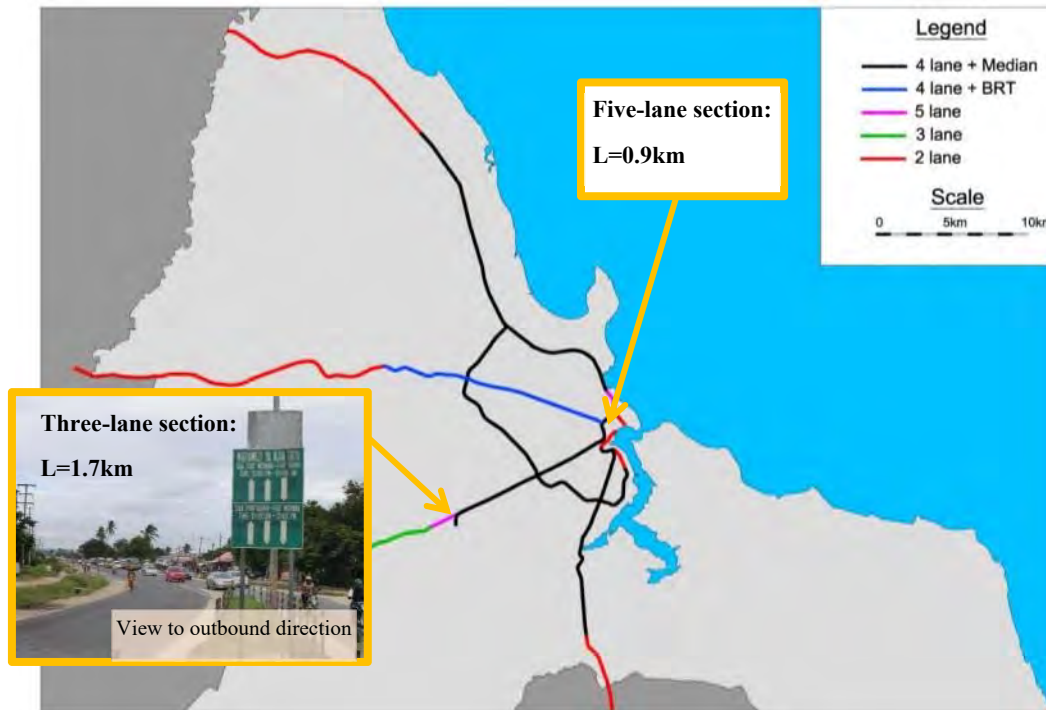 Legend
4 lane + Median
4 lane + BRT
5 lane
3 lane
2 lane
Scale
0 5km 10km
Five-lane section:
L=0.9km
Three-lane section:
L=1.7km
View to outbound direction